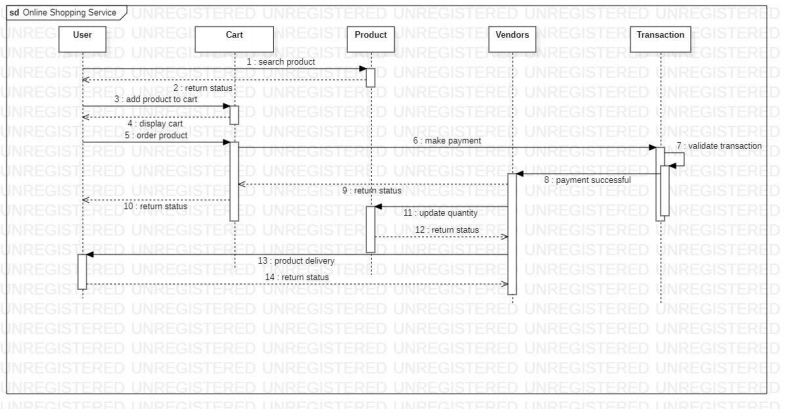 sd Online Shopping Service
User
Cart
Product
Vendors
Transaction
1 : search product
2 : return status
3 : add product to cart
4 : display cart
5 : order product
6 : make payment
7 : validate transaction
8 : payment successful
9 : return status
10 : return status
11 : update quantity
12 : return status
13 : product delivery
14 : return status
UNREGISTERED UNREGISTERED UNREGISTERED UNREGISTERED UNREGISTERED UNREGISTERED